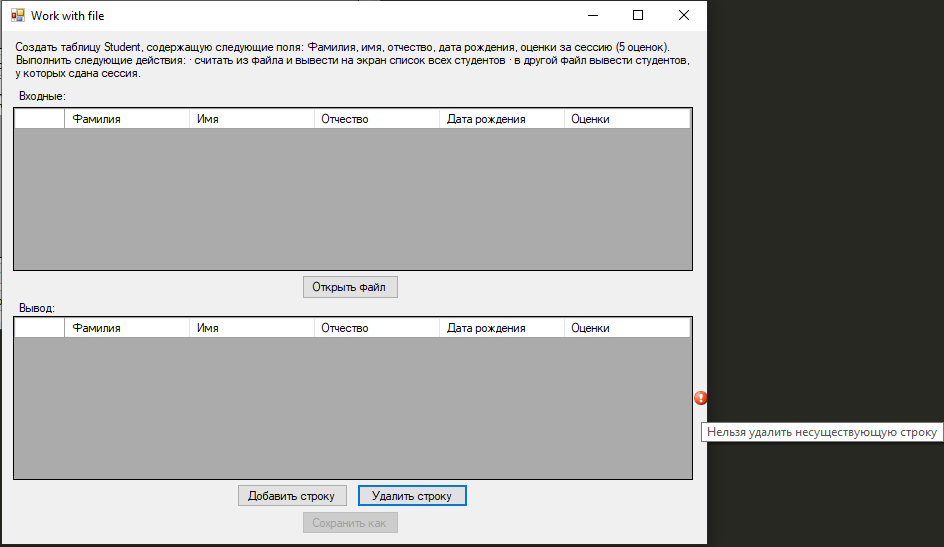 Work with file
Создать таблицу Student, содержащую следующие поля: Фамилия, имя, отчество, дата рождения, оценки за сессию (5 оценок).
Выполнить следующие действия: · считать из файла и вывести на экран список всех студентов · в другой файл вывести студентов,
у которых сдана сессия.
Входные:
Фамилия Имя Отчество Дата рождения Оценки
Открыть файл
Вывод:
Фамилия Имя Отчество Дата рождения Оценки
Нельзя удалить несуществующую строку
Добавить строку Удалить строку
Сохранить как